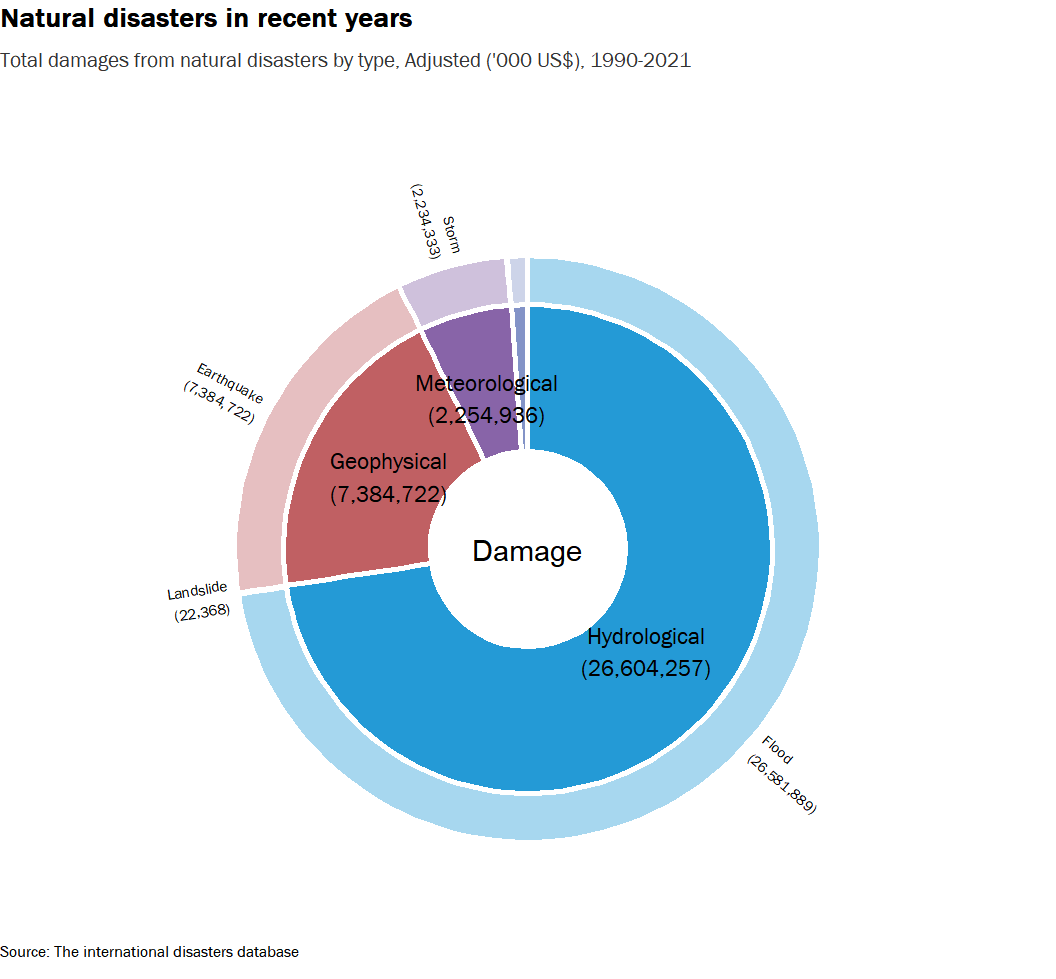 Natural disasters in recent years
Total damages from natural disasters by type, Adjusted ('000 US$), 1990-2021
Storm
(2,234,333)
Earthquake
(7,384,722)
Meteorological
(2,254,936)
Geophysical
(7,384,722)
Damage
Landslide
(22,368)
Hydrological
(26,604,257)
Flood
(26,581,889)
Source: The international disasters database